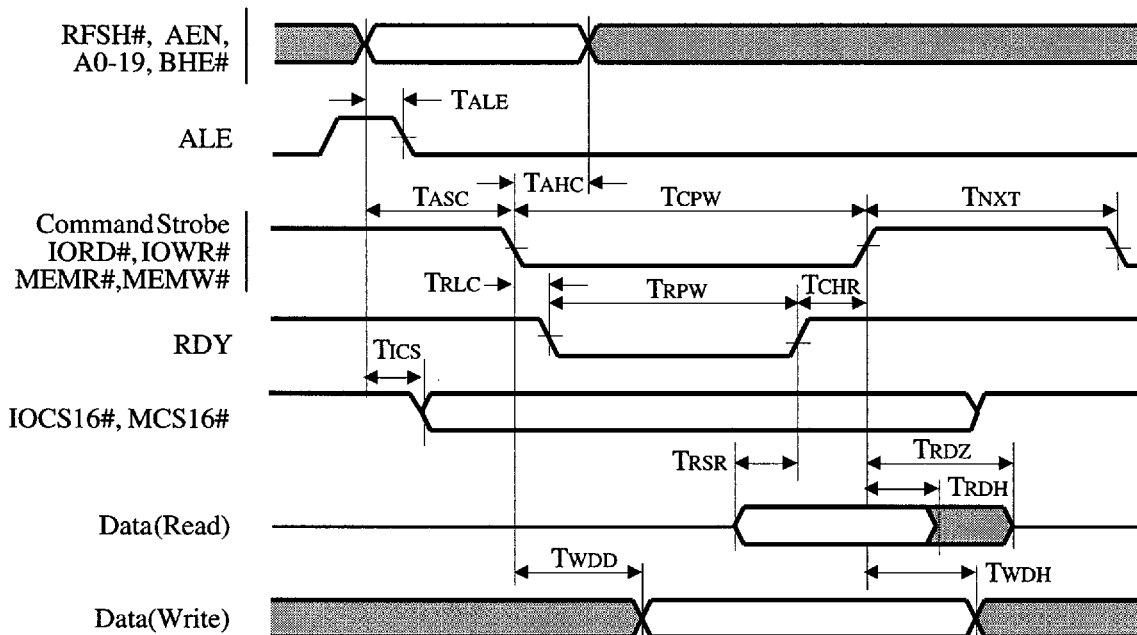 RFSH#, AEN,
A0-19, BHE#
TALE
ALE
TAHC
TASC
TCPW
TNXT
Command Strobe
IORD#, IOWR#
MEMR#,MEMW#
TRLC
TRPW
TCHR
RDY
TICS
IOCS16#, MCS16#
TRSR
TRDZ
TRDH
Data(Read)
TWDD
TWDH
Data(Write)